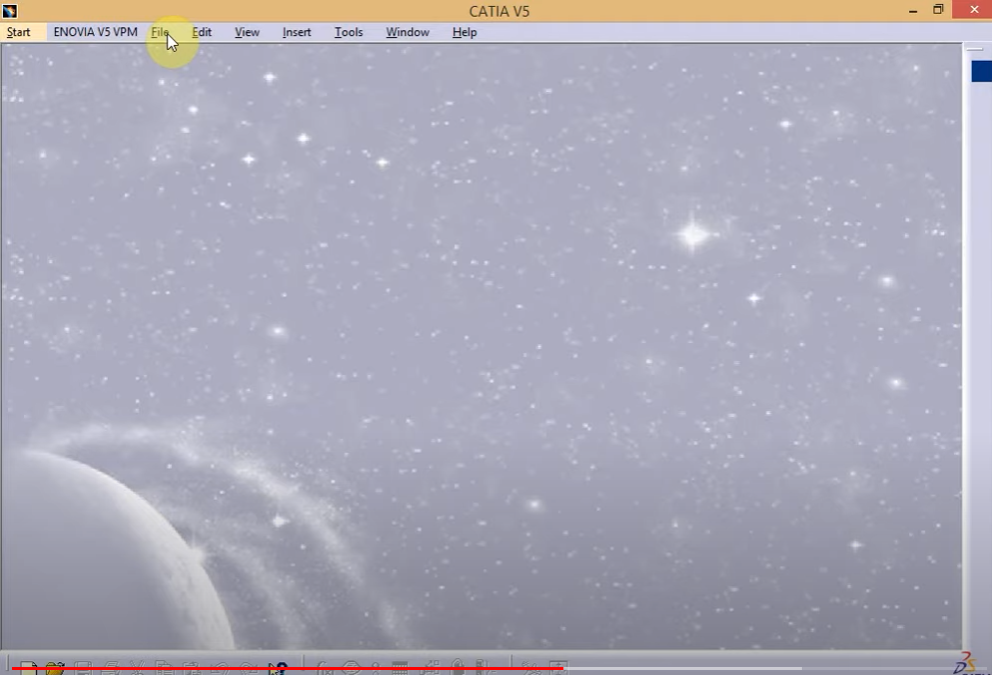 CATIA V5
Start ENOVIA V5 VPM File Edit View Insert Tools Window Help